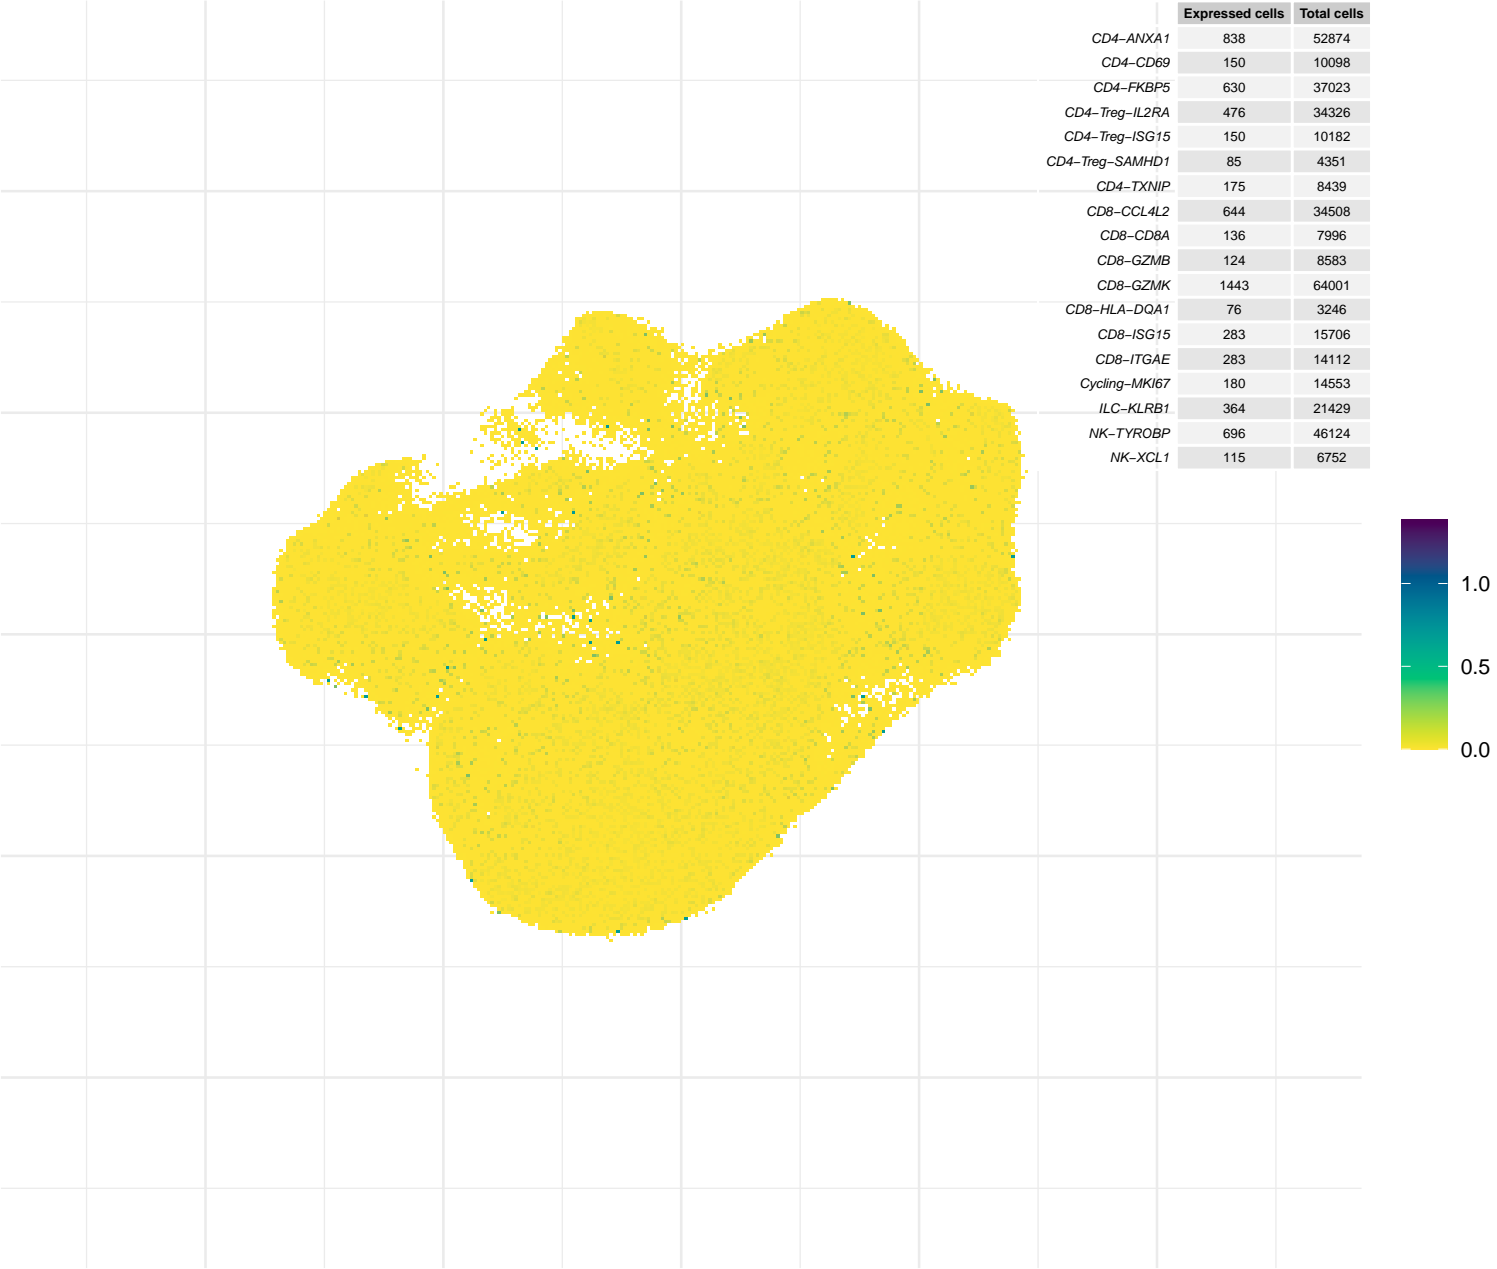 Expressed cells Total cells
CD4−ANXA1 838 52874
CD4−CD69 150 10098
CD4−FKBP5 630 37023
CD4−Treg−IL2RA 476 34326
CD4−Treg−ISG15 150 10182
CD4−Treg−SAMHD1 85 4351
CD4−TXNIP 175 8439
CD8−CCL4L2 644 34508
CD8−CD8A 136 7996
CD8−GZMB 124 8583
CD8−GZMK 1443 64001
CD8−HLA−DQA1 76 3246
CD8−ISG15 283 15706
CD8−ITGAE 283 14112
Cycling−MKI67 180 14553
ILC−KLRB1 364 21429
NK−TYROBP 696 46124
NK−XCL1 115 6752
1.0
0.5
0.0